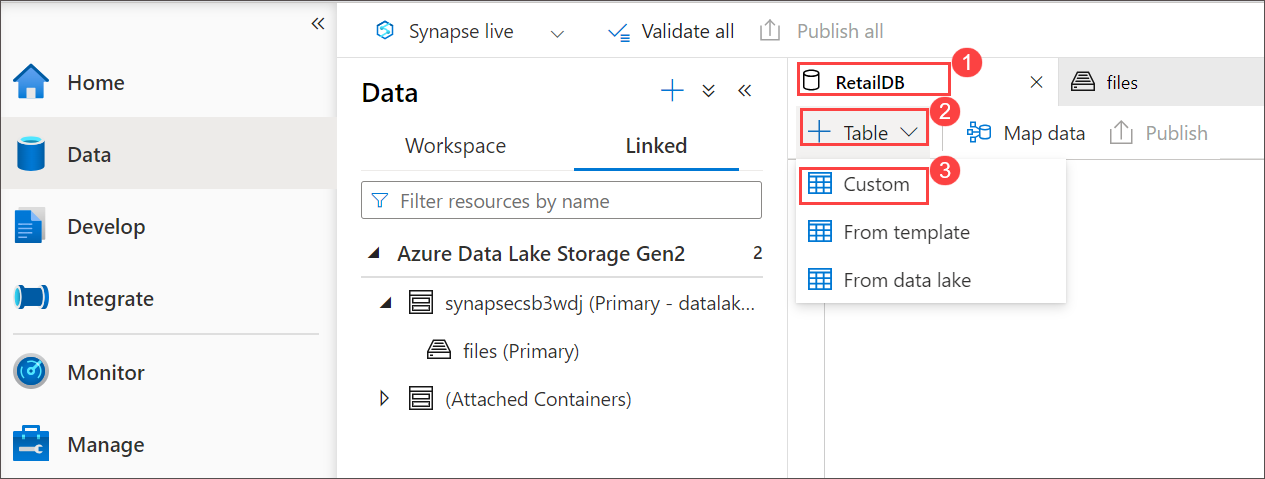 Synapse live
Validate all
Publish all
Home
Data
Develop
Integrate
Monitor
Manage
Data
Workspace
Linked
Filter resources by name
Azure Data Lake Storage Gen2 2
synapsecsb3wdj (Primary - datalak...
files (Primary)
(Attached Containers)
RetailDB
1
files
Table
2
Map data
Publish
Custom
3
From template
From data lake